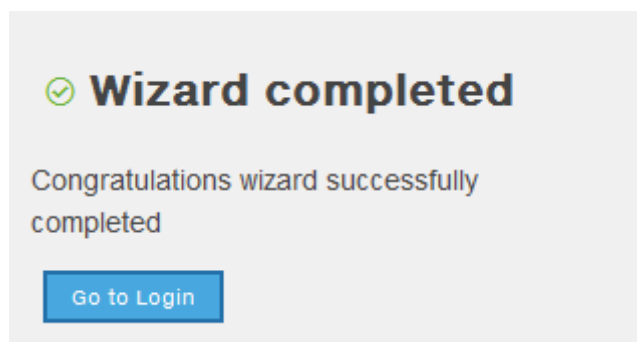 Wizard completed
Congratulations wizard successfully
completed
Go to Login